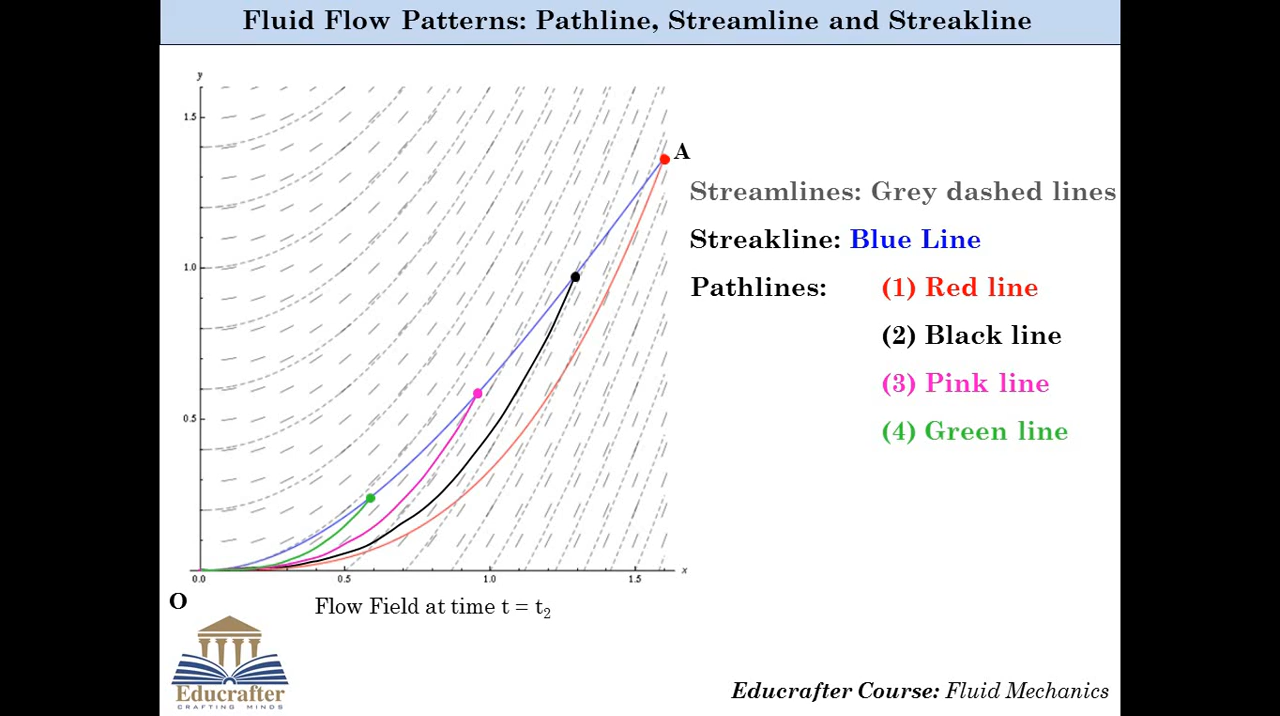 Fluid Flow Patterns: Pathline, Streamline and Streakline
y
1.5
A
Streamlines: Grey dashed lines
Streakline: Blue Line
1.0
Pathlines: (1) Red line
(2) Black line
(3) Pink line
0.5
(4) Green line
x
0.0 0.5 1.0 1.5
O
Flow Field at time t = t2
Educrafter
CRAFTING MINDS
Educrafter Course: Fluid Mechanics